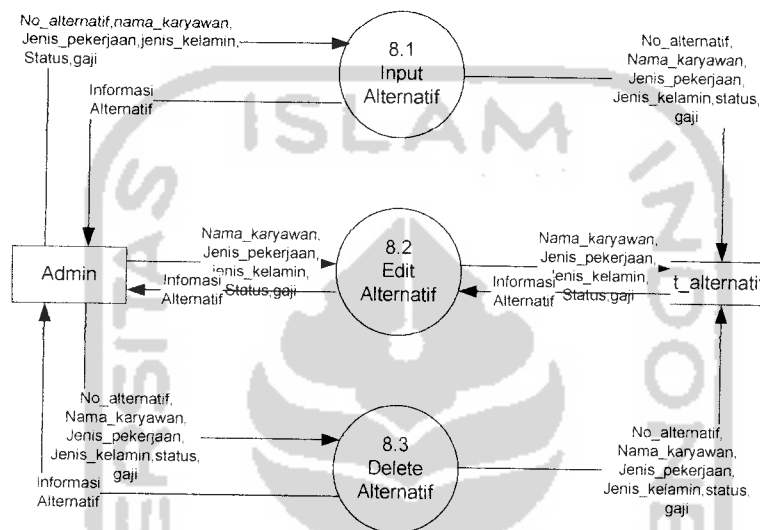 No_alternatif,nama_karyawan,
Jenis_pekerjaan,jenis_kelamin,
Status,gaji
Informasi
Alternatif
8.1
Input
Alternatif
No_alternatif,
Nama_karyawan,
Jenis_pekerjaan,
Jenis_kelamin,status,
gaji
ISLAM
Admin
Nama_karyawan,
Jenis_pekerjaan,
jenis_kelamin,
Status,gaji
Infomasi
Alternatif
8.2
Edit
Alternatif
Nama_karyawan,
Jenis_pekerjaan,
jenis_kelamin,
Status,gaji
Informasi
Alternatif
t_alternatif
No_alternatif,
Nama_karyawan,
Jenis_pekerjaan,
Jenis_kelamin,status,
gaji
Informasi
Alternatif
8.3
Delete
Alternatif
No_alternatif,
Nama_karyawan,
Jenis_pekerjaan,
Jenis_kelamin,status,
gaji